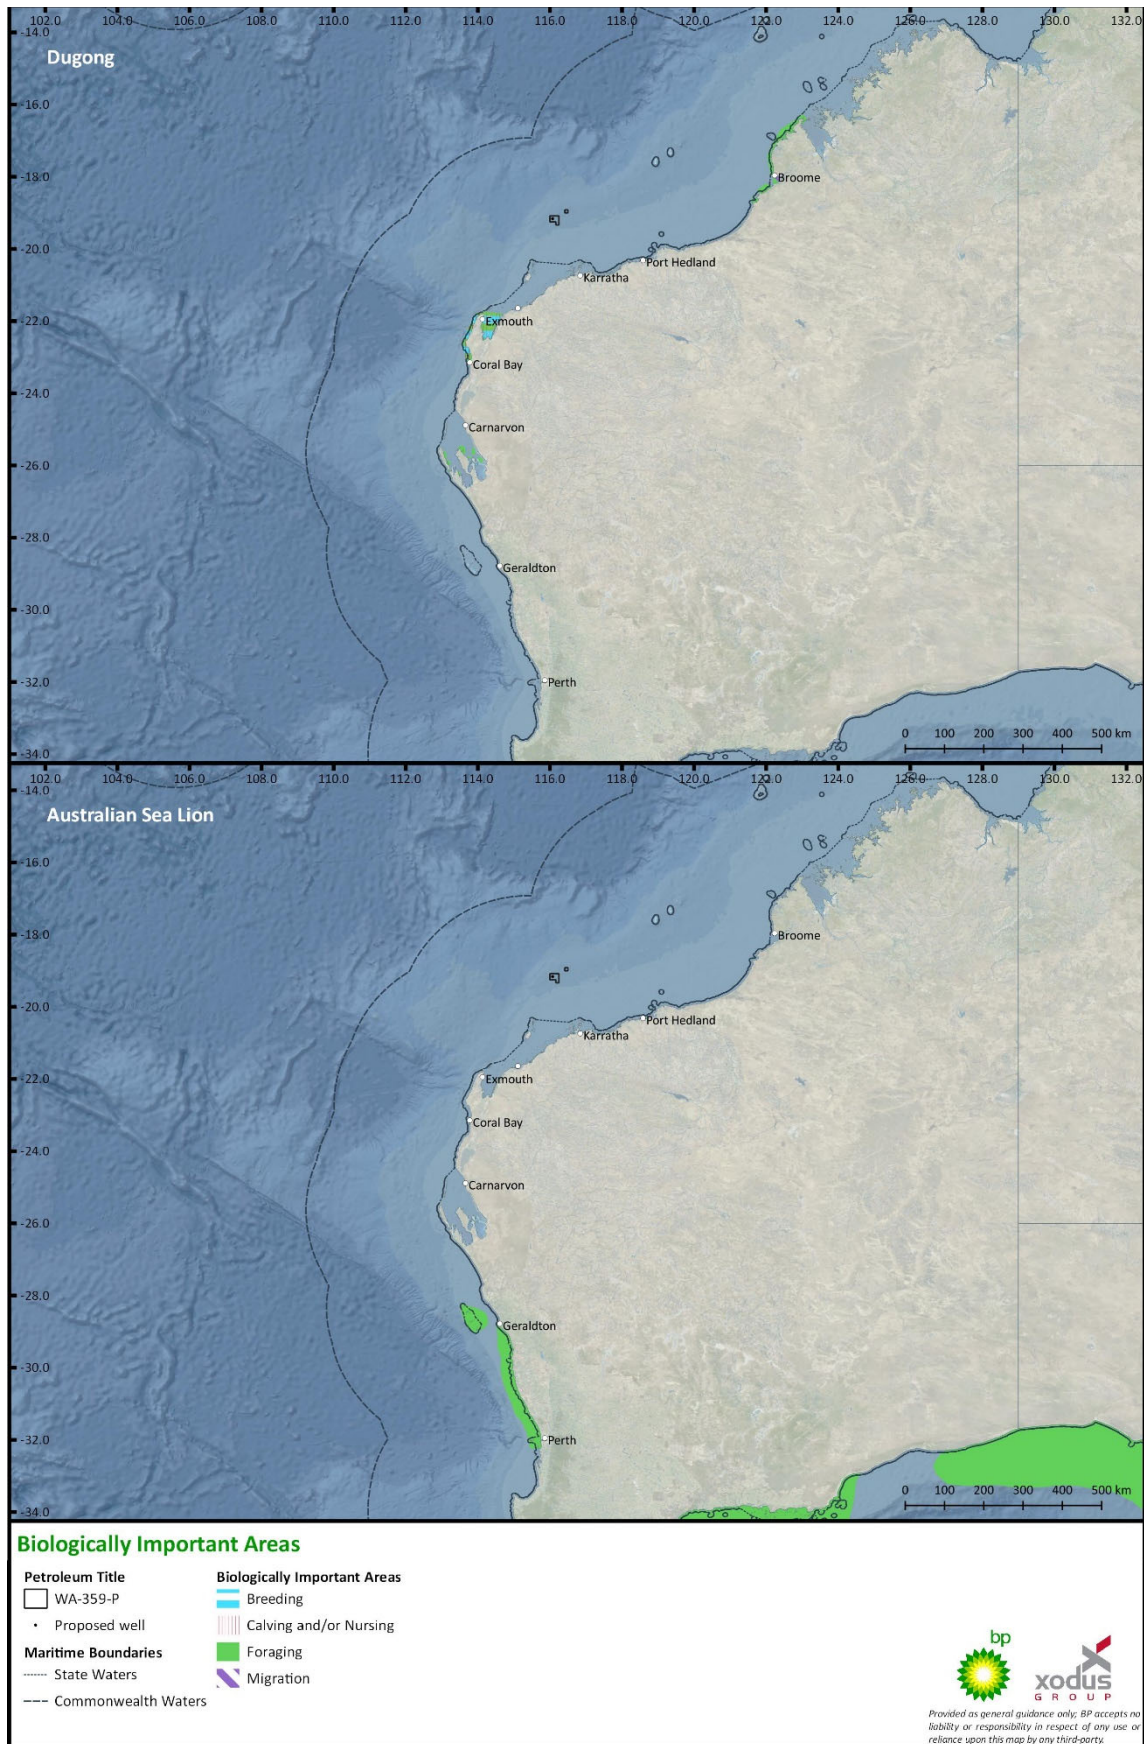 102.0 104.0 106.0 108.0 110.0 112.0 114.0 116.0 118.0 120.0 122.0 124.0 126.0 128.0 130.0 132.0
-14.0
Dugong
-16.0
-18.0
Broome
-20.0
Port Hedland
Karratha
-22.0
Exmouth
Coral Bay
-24.0
Carnarvon
-26.0
-28.0
Geraldton
-30.0
-32.0
Perth
0 100 200 300 400 500 km
-34.0
102.0 104.0 106.0 108.0 110.0 112.0 114.0 116.0 118.0 120.0 122.0 124.0 126.0 128.0 130.0 132.0
-14.0
Australian Sea Lion
-16.0
-18.0
Broome
-20.0
Port Hedland
Karratha
-22.0
Exmouth
Coral Bay
-24.0
Carnarvon
-26.0
-28.0
Geraldton
-30.0
-32.0
Perth
0 100 200 300 400 500 km
-34.0
Biologically Important Areas
Petroleum Title
WA-359-P
Proposed well
Maritime Boundaries
State Waters
Commonwealth Waters
Biologically Important Areas
Breeding
Calving and/or Nursing
Foraging
Migration
bp
xodus
GROUP
Provided as general guidance only; BP accepts no
liability or responsibility in respect of any use or
reliance upon this map by any third-party.